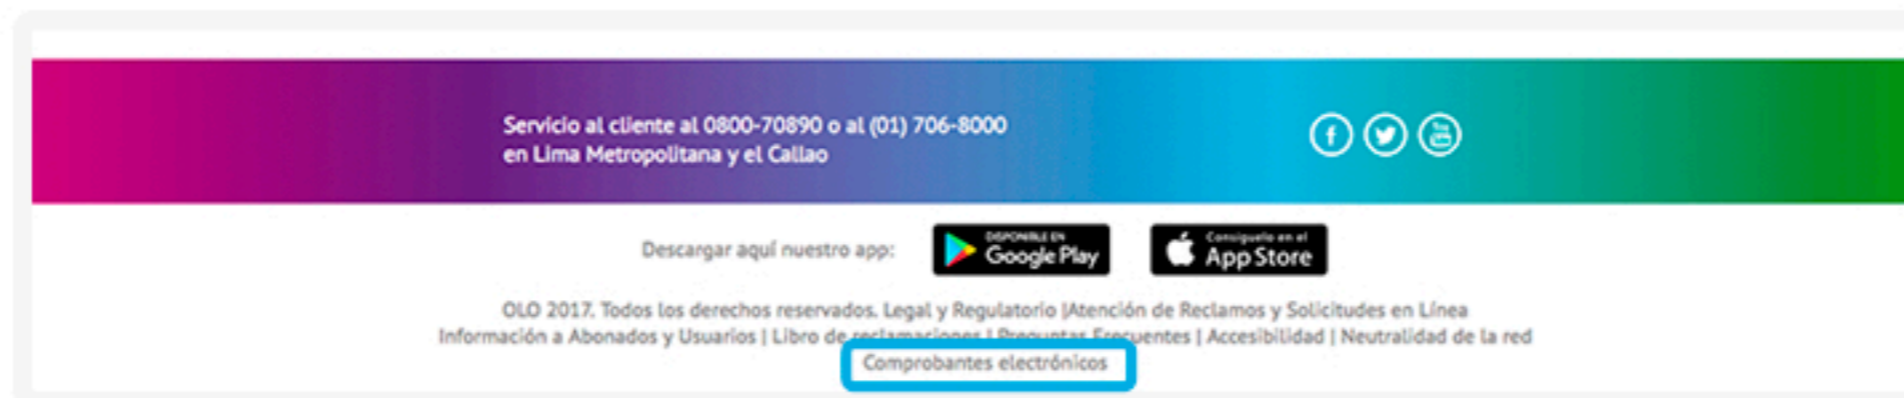 Servicio al cliente al 0800-70890 o al (01) 706-8000
en Lima Metropolitana y el Callao
f
You
Descargar aquí nuestro app:
DISPONIBLE EN
Google Play
Consíguelo en el
App Store
OLO 2017. Todos los derechos reservados. Legal y Regulatorio |Atención de Reclamos y Solicitudes en Línea
Información a Abonados y Usuarios | Libro de reclamaciones | Preguntas Frecuentes | Accesibilidad | Neutralidad de la red
Comprobantes electrónicos